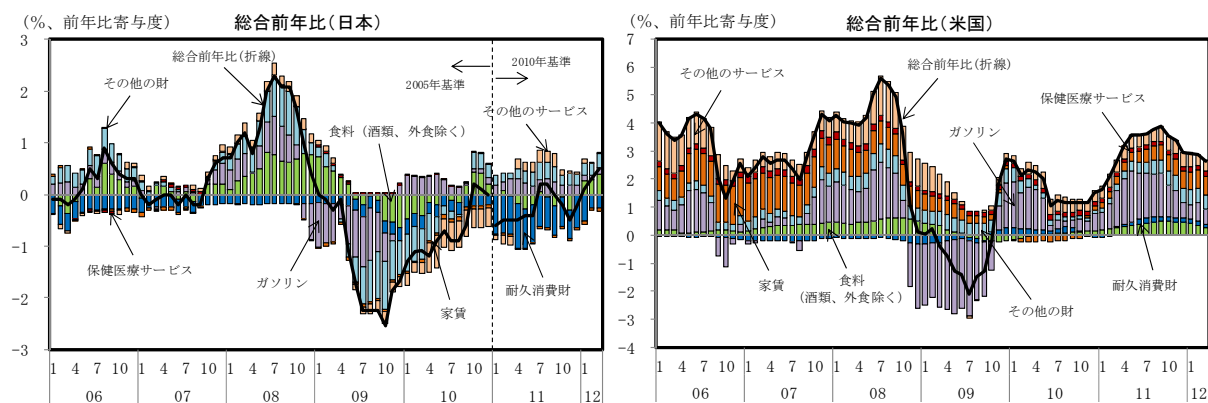 (%、前年比寄与度)
総合前年比(日本)
3
2
1
0
−1
−2
−3
総合前年比(折線)
その他の財
2010年基準
2005年基準
その他のサービス
食料（酒類、外食除く）
保健医療サービス
ガソリン
家賃
耐久消費財
1 4 7 10 1 4 7 10 1 4 7 10 1 4 7 10 1 4 7 10 1 4 7 10 1
06 07 08 09 10 11 12
(%、前年比寄与度)
総合前年比(米国)
7
6
5
4
3
2
1
0
−1
−2
−3
−4
その他のサービス
総合前年比(折線)
保健医療サービス
ガソリン
家賃
食料
（酒類、外食除く）
その他の財
耐久消費財
1 4 7 10 1 4 7 10 1 4 7 10 1 4 7 10 1 4 7 10 1 4 7 10 1
06 07 08 09 10 11 12